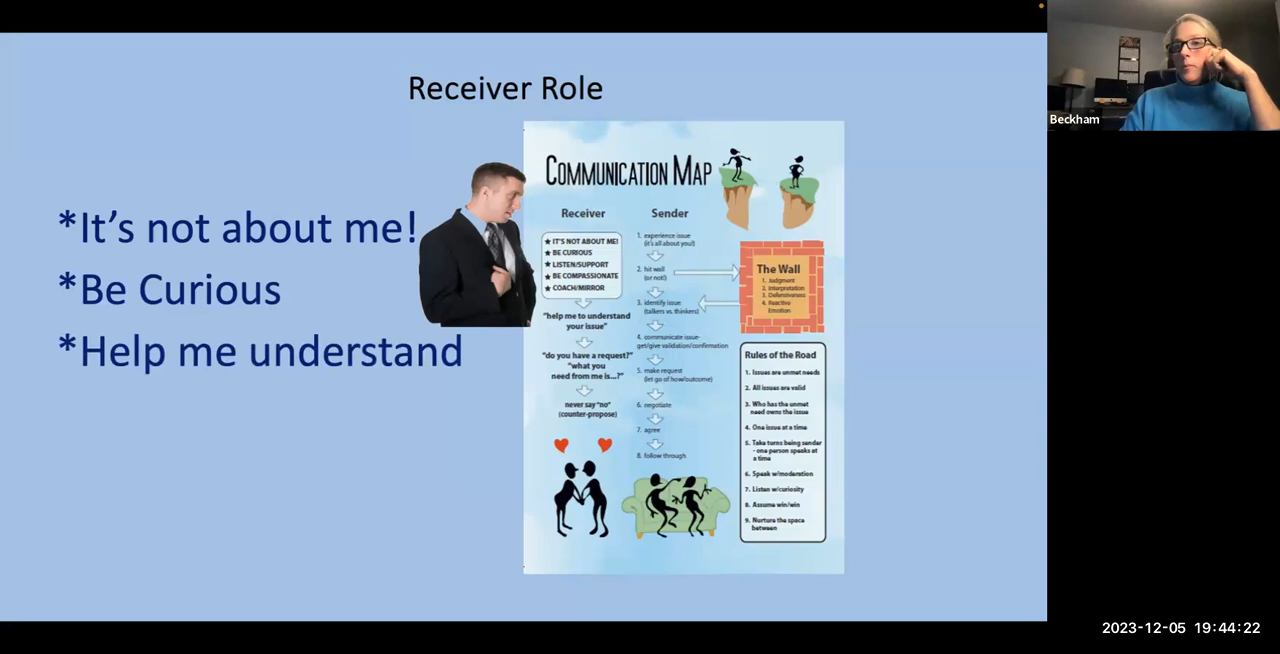 Receiver Role
*It's not about me!
*Be Curious
*Help me understand
COMMUNICATION MAP
Receiver
★ IT'S NOT ABOUT ME!
★ BE CURIOUS
★ LISTEN/SUPPORT
★ BE COMPASSIONATE
★ COACH/MIRROR
"help me to understand
your issue"
"do you have a request?"
"what you
need from me is...?"
never say "no"
(counter-propose)
Sender
1. experience issue
(it's all about you!)
2. hit wall
(or not!)
3. identify issue
(talkers vs. thinkers)
4. communicate issue-
get/give validation/confirmation
5. make request
(let go of how/outcome)
6. negotiate
7. agree
8. follow through
The Wall
1. Judgment
2. Interpretation
3. Defensiveness
4. Reactive
Emotion
Rules of the Road
1. Issues are unmet needs
2. All issues are valid
3. Who has the unmet
need owns the issue
4. One issue at a time
5. Take turns being sender
- one person speaks at
a time
6. Speak w/moderation
7. Listen w/curiosity
8. Assume win/win
9. Nurture the space
between
Beckham
2023-12-05 19:44:22